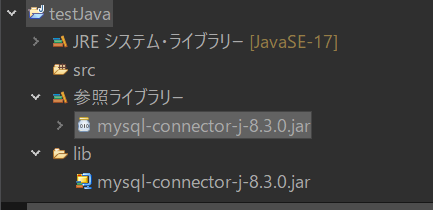 testJava
JRE システム・ライブラリー [JavaSE-17]
src
参照ライブラリー
mysql-connector-j-8.3.0.jar
lib
mysql-connector-j-8.3.0.jar